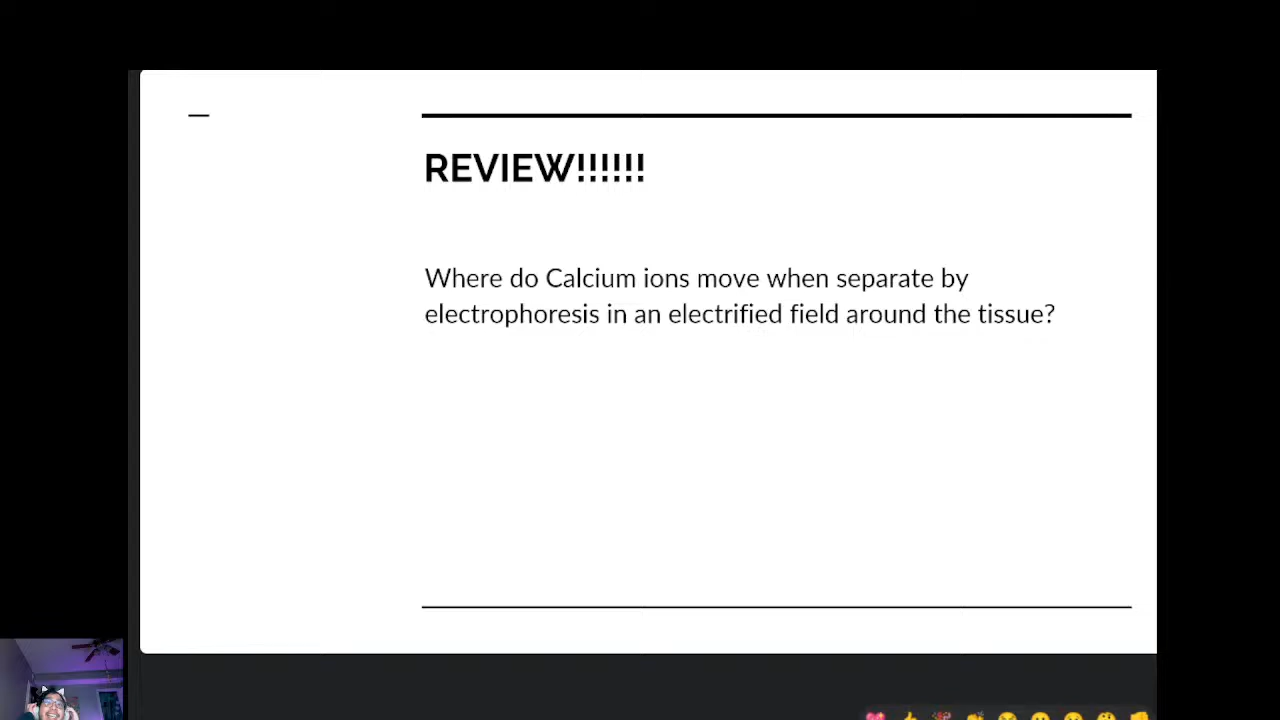 REVIEW!!!!!!
Where do Calcium ions move when separate by
electrophoresis in an electrified field around the tissue?